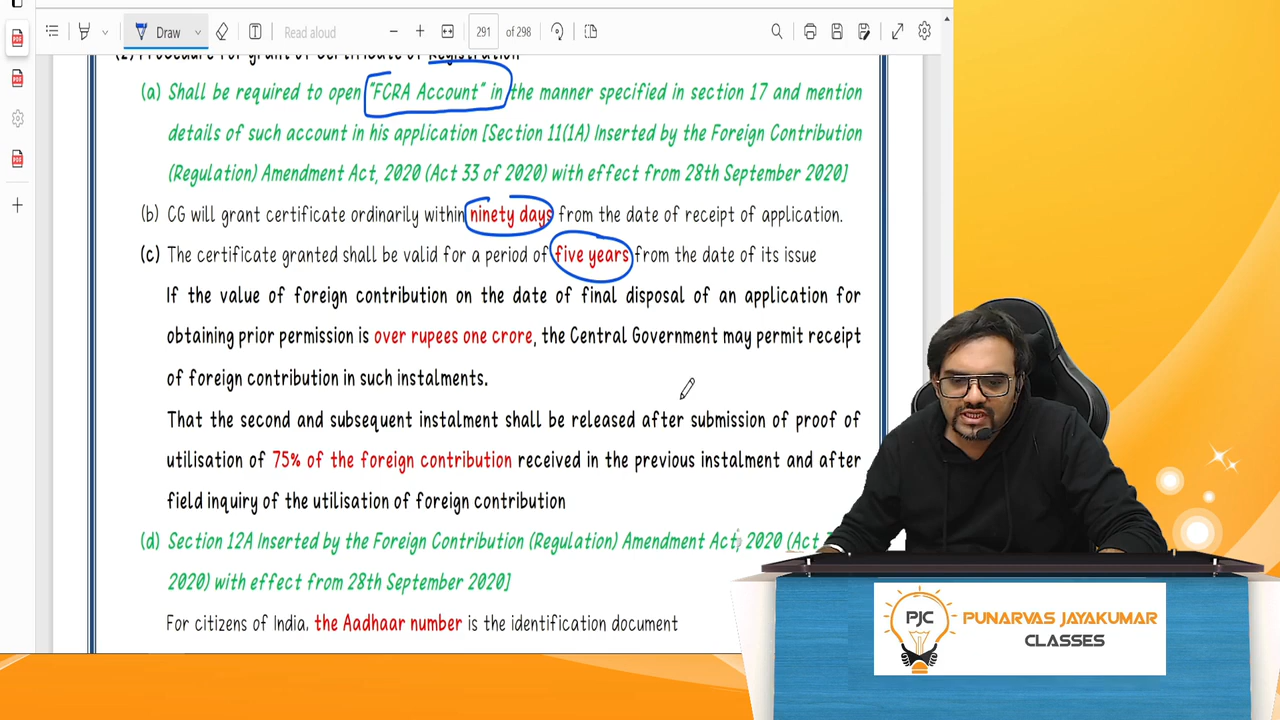 Draw
Read aloud
291 of 298
(2) Procedure for grant of Certificate of Registration
(a) Shall be required to open "FCRA Account" in the manner specified in section 17 and mention
details of such account in his application [Section 11(1A) Inserted by the Foreign Contribution
(Regulation) Amendment Act, 2020 (Act 33 of 2020) with effect from 28th September 2020]
(b) CG will grant certificate ordinarily within ninety days from the date of receipt of application.
(c) The certificate granted shall be valid for a period of five years from the date of its issue
If the value of foreign contribution on the date of final disposal of an application for
obtaining prior permission is over rupees one crore, the Central Government may permit receipt
of foreign contribution in such instalments.
That the second and subsequent instalment shall be released after submission of proof of
utilisation of 75% of the foreign contribution received in the previous instalment and after
field inquiry of the utilisation of foreign contribution
(d) Section 12A Inserted by the Foreign Contribution (Regulation) Amendment Act, 2020 (Act
2020) with effect from 28th September 2020]
For citizens of India. the Aadhaar number is the identification document
PJC
PUNARVAS JAYAKUMAR
CLASSES